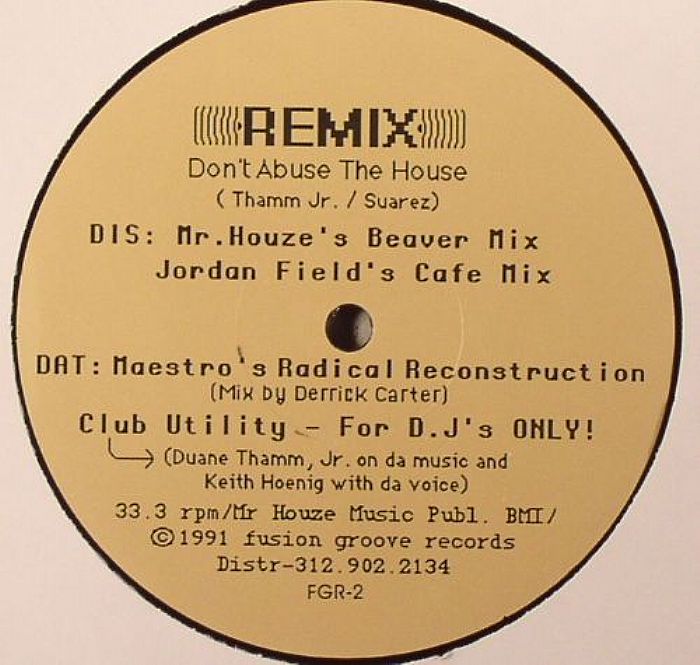 REMIX
Don't Abuse The House
( Thamm Jr. / Suarez)
DIS: Mr.Houze's Beaver Mix
Jordan Field's Cafe Mix
DAT: Maestro's Radical Reconstruction
(Mix by Derrick Carter)
Club Utility - For D.J's ONLY!
(Duane Thamm, Jr. on da music and
Keith Hoenig with da voice)
33.3 rpm/Mr Houze Music Publ. BMI/
©1991 fusion groove records
Distr-312.902.2134
FGR-2